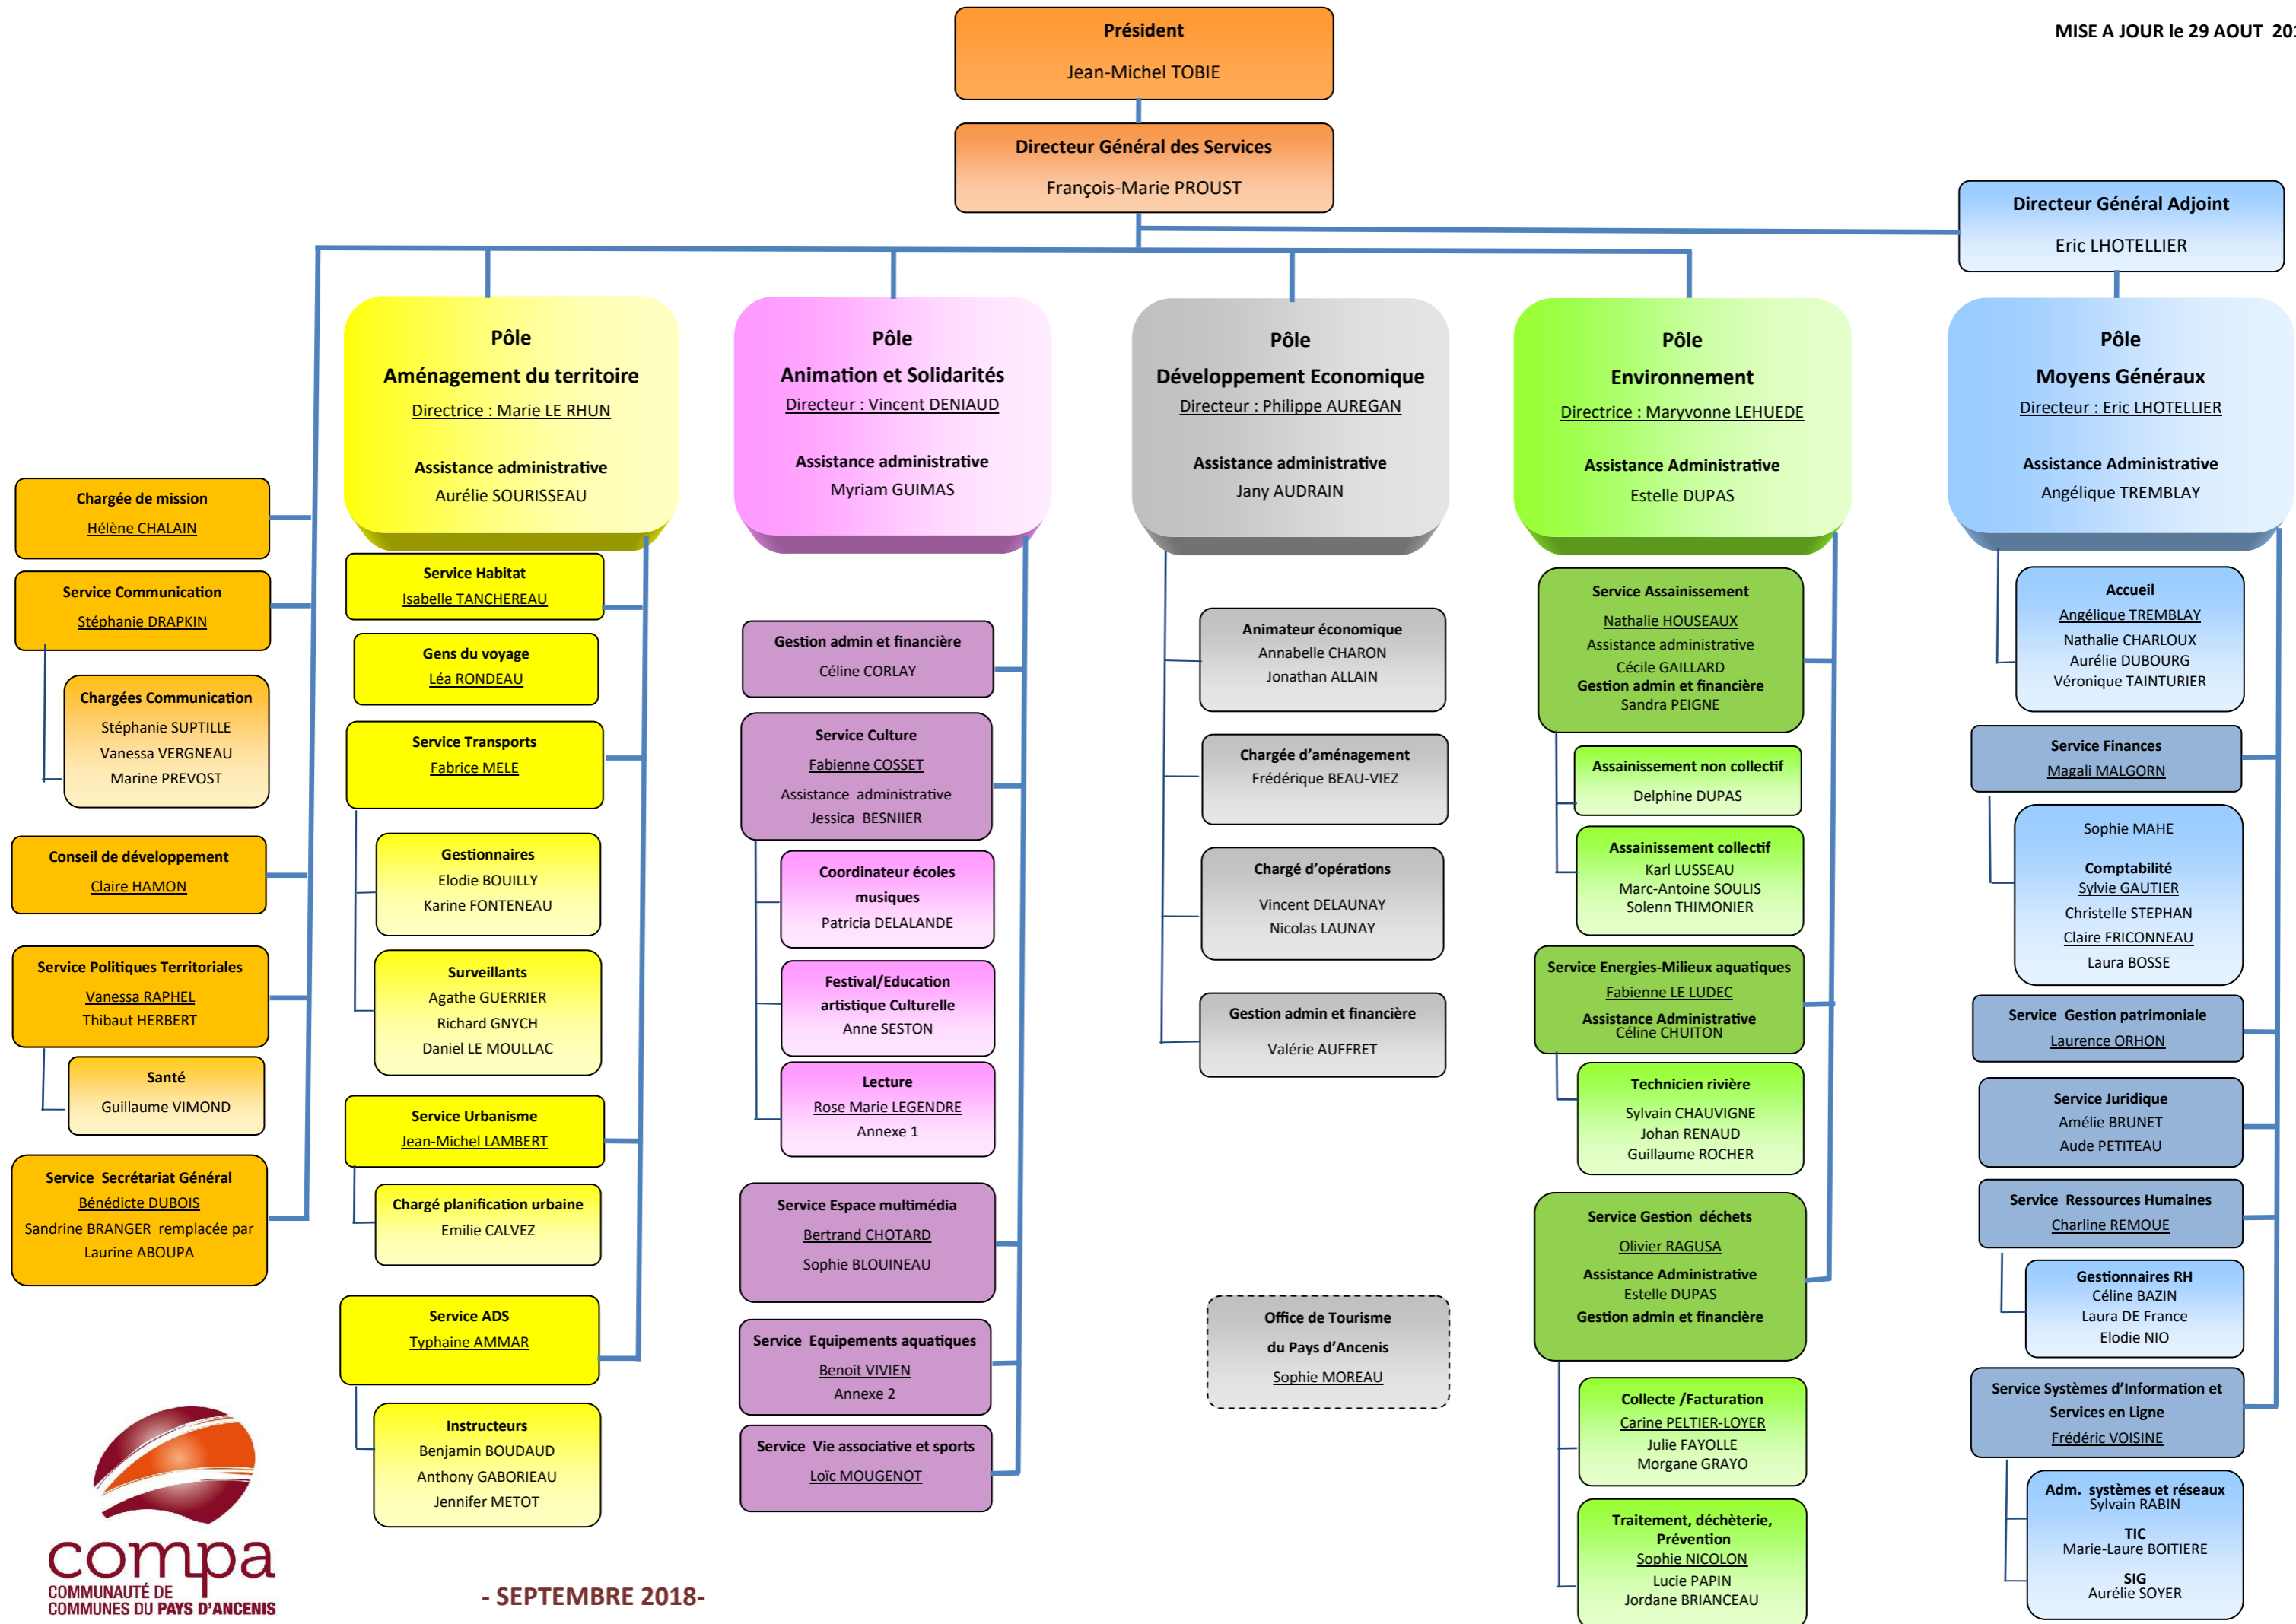 MISE A JOUR le 29 AOUT 201
Président
Jean-Michel TOBIE
Directeur Général des Services
François-Marie PROUST
Directeur Général Adjoint
Eric LHOTELLIER
Chargée de mission
Hélène CHALAIN
Service Communication
Stéphanie DRAPKIN
Chargées Communication
Stéphanie SUPTILLE
Vanessa VERGNEAU
Marine PREVOST
Conseil de développement
Claire HAMON
Service Politiques Territoriales
Vanessa RAPHEL
Thibaut HERBERT
Santé
Guillaume VIMOND
Service Secrétariat Général
Bénédicte DUBOIS
Sandrine BRANGER remplacée par
Laurine ABOUPA
Pôle
Aménagement du territoire
Directrice : Marie LE RHUN
Assistance administrative
Aurélie SOURISSEAU
Service Habitat
Isabelle TANCHEREAU
Gens du voyage
Léa RONDEAU
Service Transports
Fabrice MELE
Gestionnaires
Elodie BOUILLY
Karine FONTENEAU
Surveillants
Agathe GUERRIER
Richard GNYCH
Daniel LE MOULLAC
Service Urbanisme
Jean-Michel LAMBERT
Chargé planification urbaine
Emilie CALVEZ
Service ADS
Typhaine AMMAR
Instructeurs
Benjamin BOUDAUD
Anthony GABORIEAU
Jennifer METOT
Pôle
Animation et Solidarités
Directeur : Vincent DENIAUD
Assistance administrative
Myriam GUIMAS
Gestion admin et financière
Céline CORLAY
Service Culture
Fabienne COSSET
Assistance administrative
Jessica BESNIIER
Coordinateur écoles
musiques
Patricia DELALANDE
Festival/Education
artistique Culturelle
Anne SESTON
Lecture
Rose Marie LEGENDRE
Annexe 1
Service Espace multimédia
Bertrand CHOTARD
Sophie BLOUINEAU
Service Equipements aquatiques
Benoit VIVIEN
Annexe 2
Service Vie associative et sports
Loïc MOUGENOT
Pôle
Développement Economique
Directeur : Philippe AUREGAN
Assistance administrative
Jany AUDRAIN
Animateur économique
Annabelle CHARON
Jonathan ALLAIN
Chargée d'aménagement
Frédérique BEAU-VIEZ
Chargé d'opérations
Vincent DELAUNAY
Nicolas LAUNAY
Gestion admin et financière
Valérie AUFFRET
Office de Tourisme
du Pays d'Ancenis
Sophie MOREAU
Pôle
Environnement
Directrice : Maryvonne LEHUEDE
Assistance Administrative
Estelle DUPAS
Service Assainissement
Nathalie HOUSEAUX
Assistance administrative
Cécile GAILLARD
Gestion admin et financière
Sandra PEIGNE
Assainissement non collectif
Delphine DUPAS
Assainissement collectif
Karl LUSSEAU
Marc-Antoine SOULIS
Solenn THIMONIER
Service Energies-Milieux aquatiques
Fabienne LE LUDEC
Assistance Administrative
Céline CHUITON
Technicien rivière
Sylvain CHAUVIGNE
Johan RENAUD
Guillaume ROCHER
Service Gestion déchets
Olivier RAGUSA
Assistance Administrative
Estelle DUPAS
Gestion admin et financière
Collecte /Facturation
Carine PELTIER-LOYER
Julie FAYOLLE
Morgane GRAYO
Traitement, déchèterie,
Prévention
Sophie NICOLON
Lucie PAPIN
Jordane BRIANCEAU
Pôle
Moyens Généraux
Directeur : Eric LHOTELLIER
Assistance Administrative
Angélique TREMBLAY
Accueil
Angélique TREMBLAY
Nathalie CHARLOUX
Aurélie DUBOURG
Véronique TAINTURIER
Service Finances
Magali MALGORN
Sophie MAHE
Comptabilité
Sylvie GAUTIER
Christelle STEPHAN
Claire FRICONNEAU
Laura BOSSE
Service Gestion patrimoniale
Laurence ORHON
Service Juridique
Amélie BRUNET
Aude PETITEAU
Service Ressources Humaines
Charline REMOUE
Gestionnaires RH
Céline BAZIN
Laura DE France
Elodie NIO
Service Systèmes d'Information et
Services en Ligne
Frédéric VOISINE
Adm. systèmes et réseaux
Sylvain RABIN
TIC
Marie-Laure BOITIERE
SIG
Aurélie SOYER
compa
COMMUNAUTÉ DE
COMMUNES DU PAYS D'ANCENIS
- SEPTEMBRE 2018-